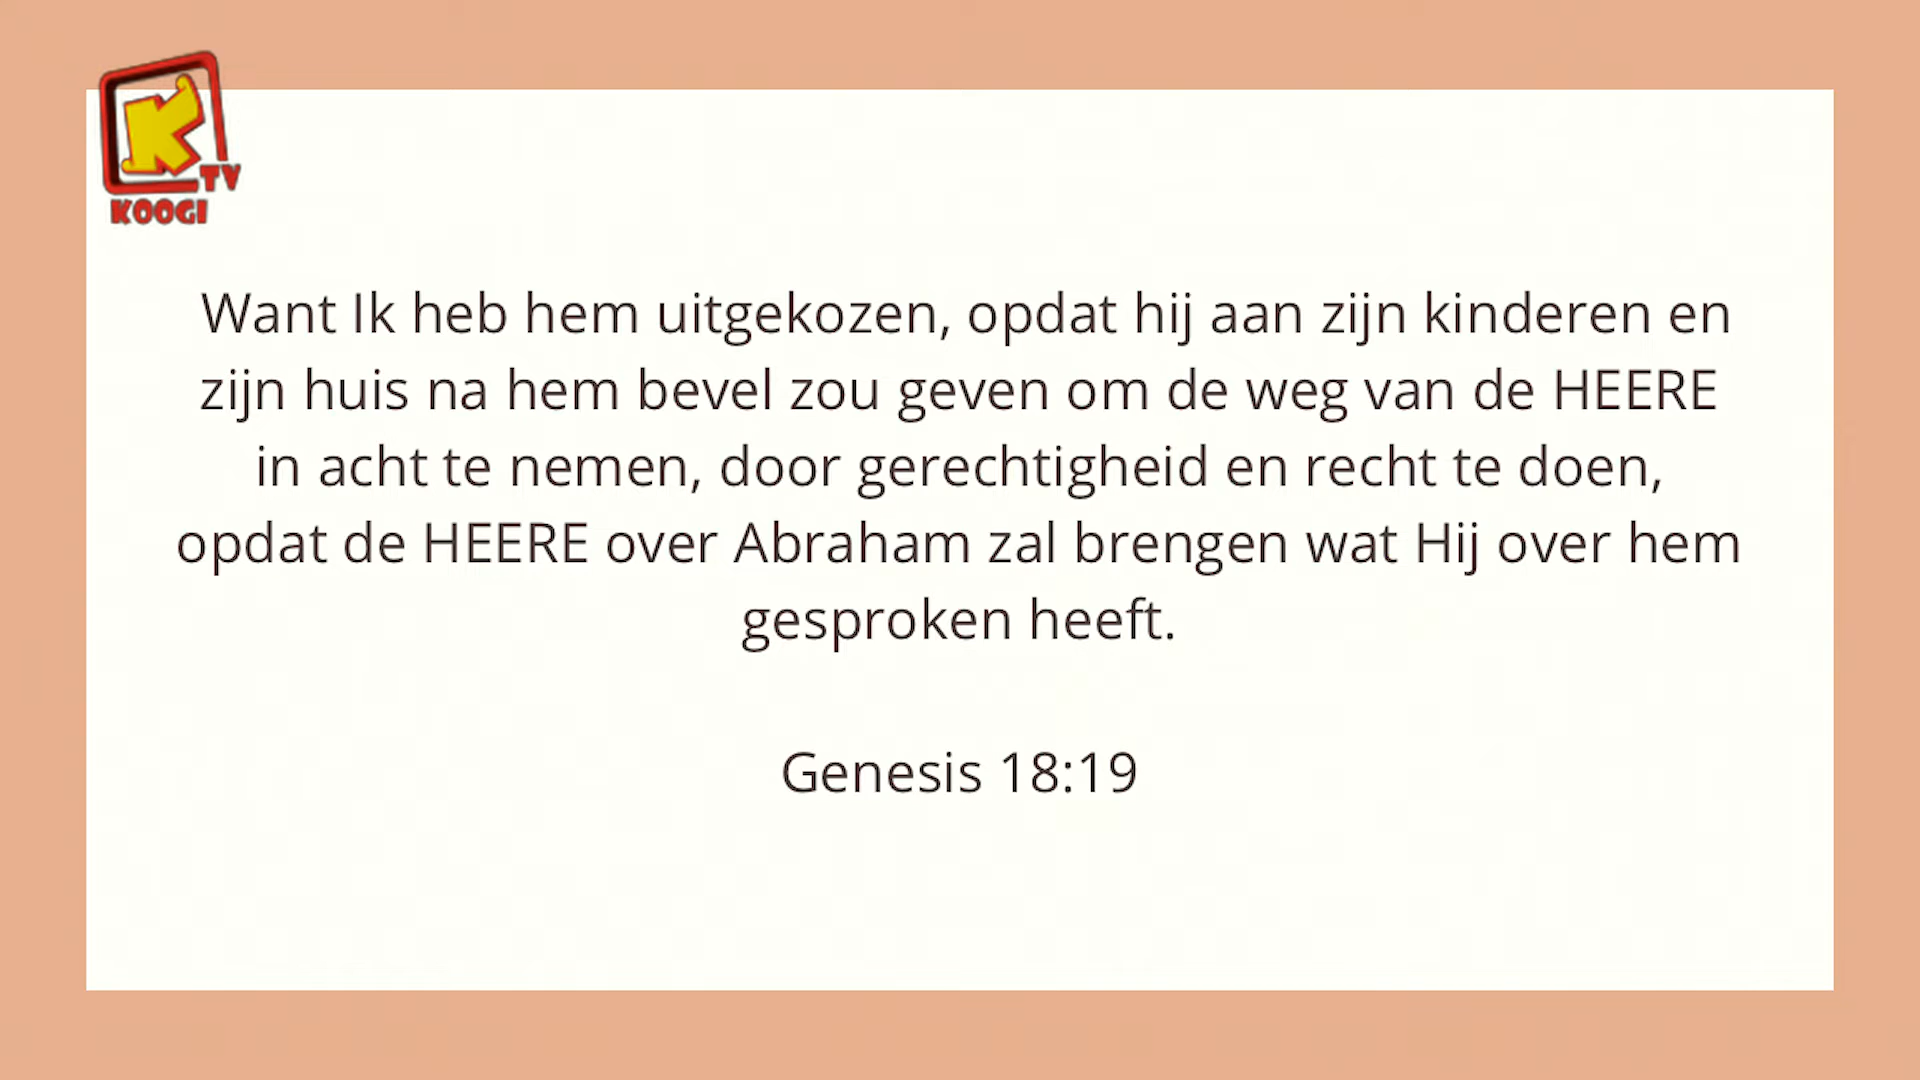 K
TV
KOOGI
Want Ik heb hem uitgekozen, opdat hij aan zijn kinderen en
zijn huis na hem bevel zou geven om de weg van de HEERE
in acht te nemen, door gerechtigheid en recht te doen,
opdat de HEERE over Abraham zal brengen wat Hij over hem
gesproken heeft.
Genesis 18:19